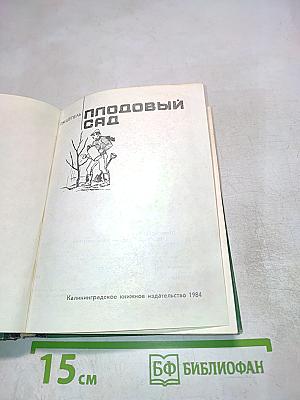 ПЛОДОВЫЙ
САД
Калининградское книжное издательство 1984
15 см
БФ БИБЛИОФАН